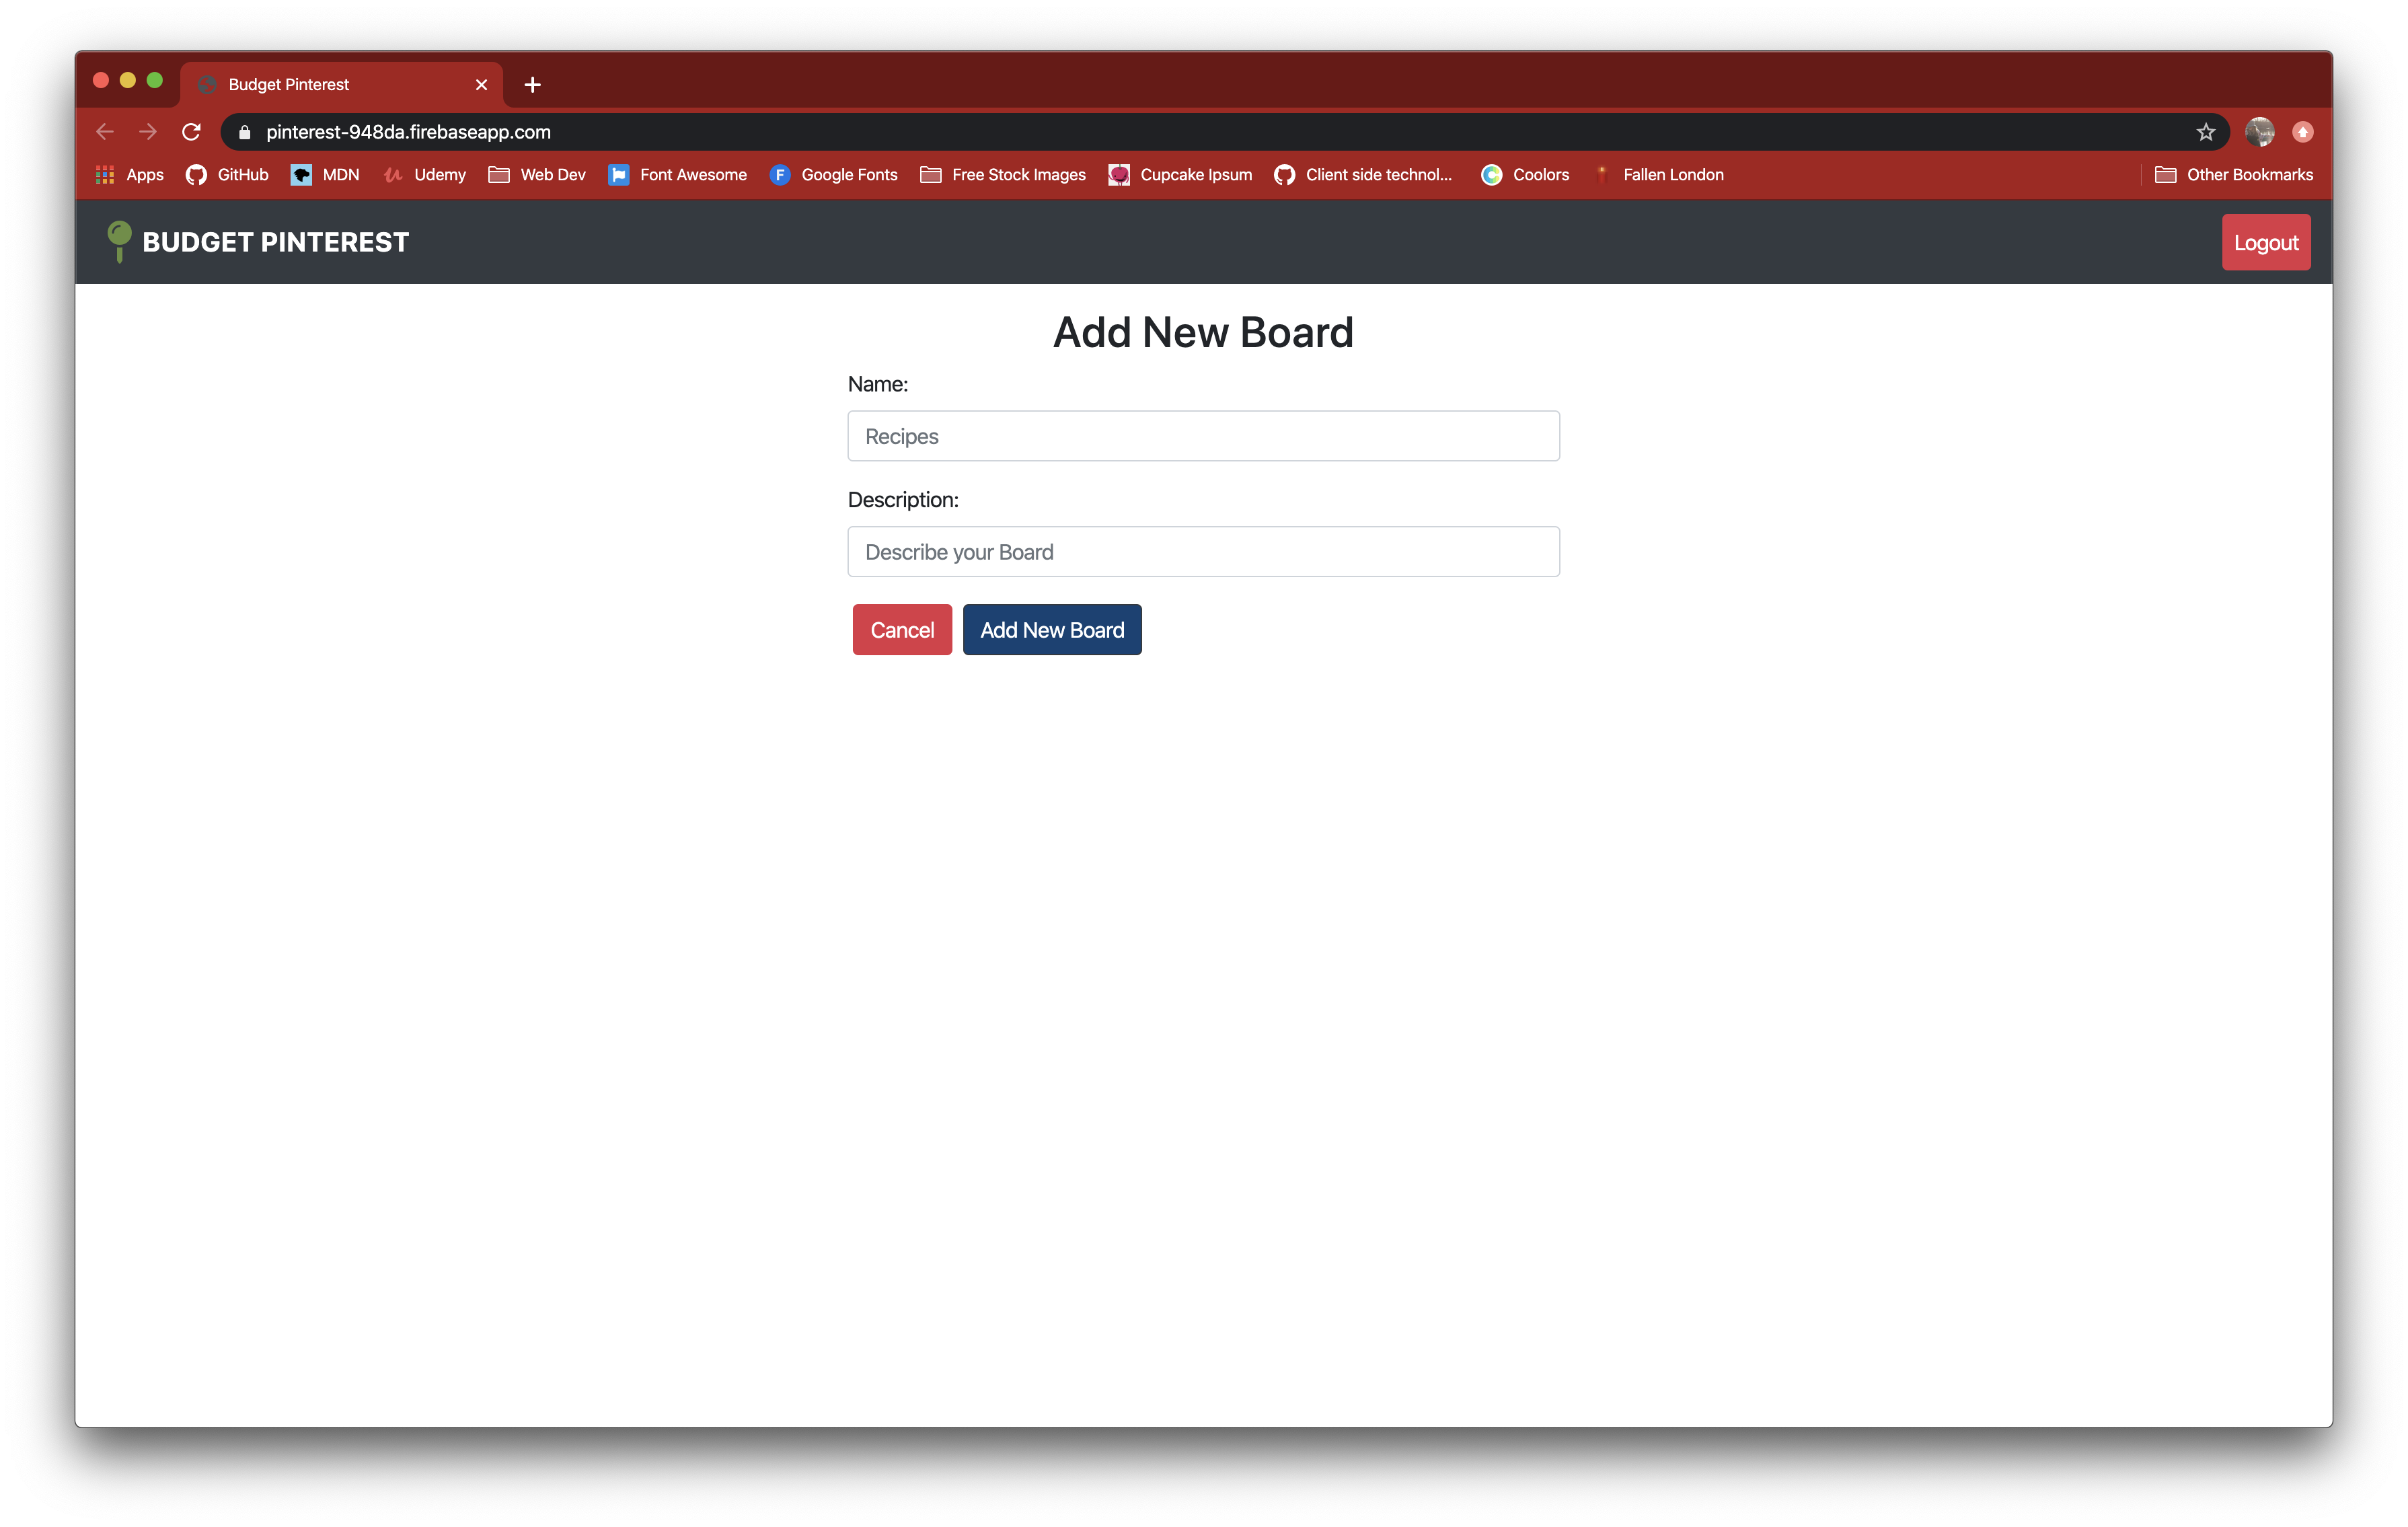 Budget Pinterest
pinterest-948da.firebaseapp.com
Apps GitHub MDN Udemy Web Dev Font Awesome Google Fonts Free Stock Images Cupcake Ipsum Client side technol... Coolors Fallen London Other Bookmarks
BUDGET PINTEREST Logout
Add New Board
Name:
Recipes
Description:
Describe your Board
Cancel Add New Board